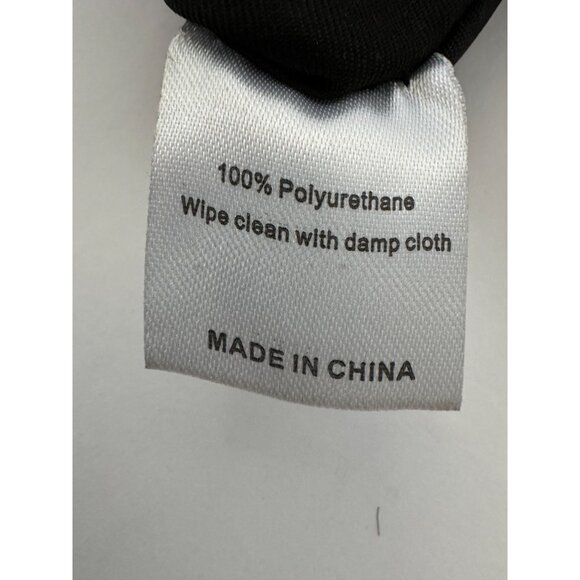 100% Polyurethane
Wipe clean with damp cloth
MADE IN CHINA